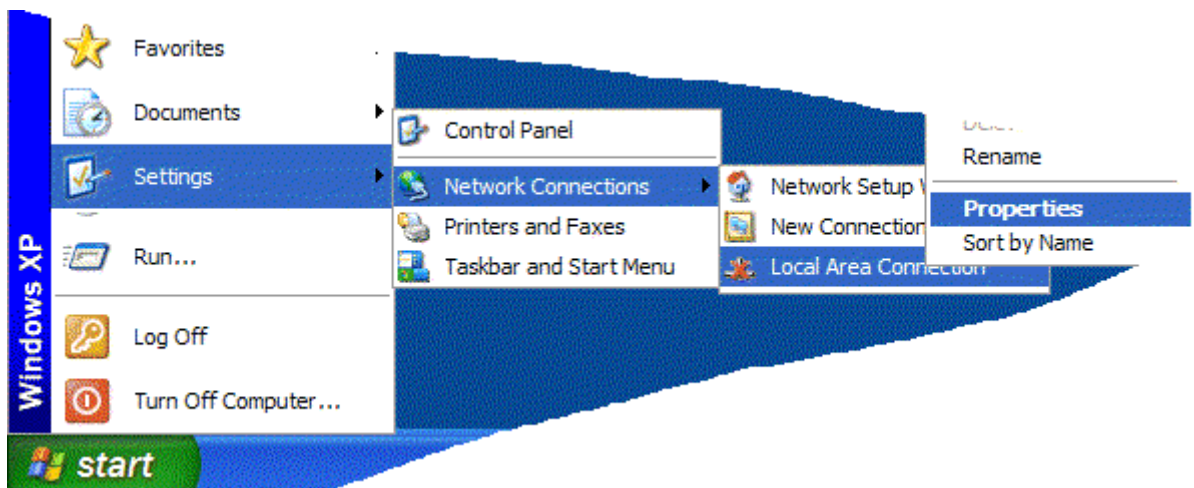 Favorites
Documents
Settings
Run...
Log Off
Turn Off Computer...
Windows XP
start
Control Panel
Network Connections
Printers and Faxes
Taskbar and Start Menu
Network Setup
New Connection
Local Area Connection
Rename
Properties
Sort by Name